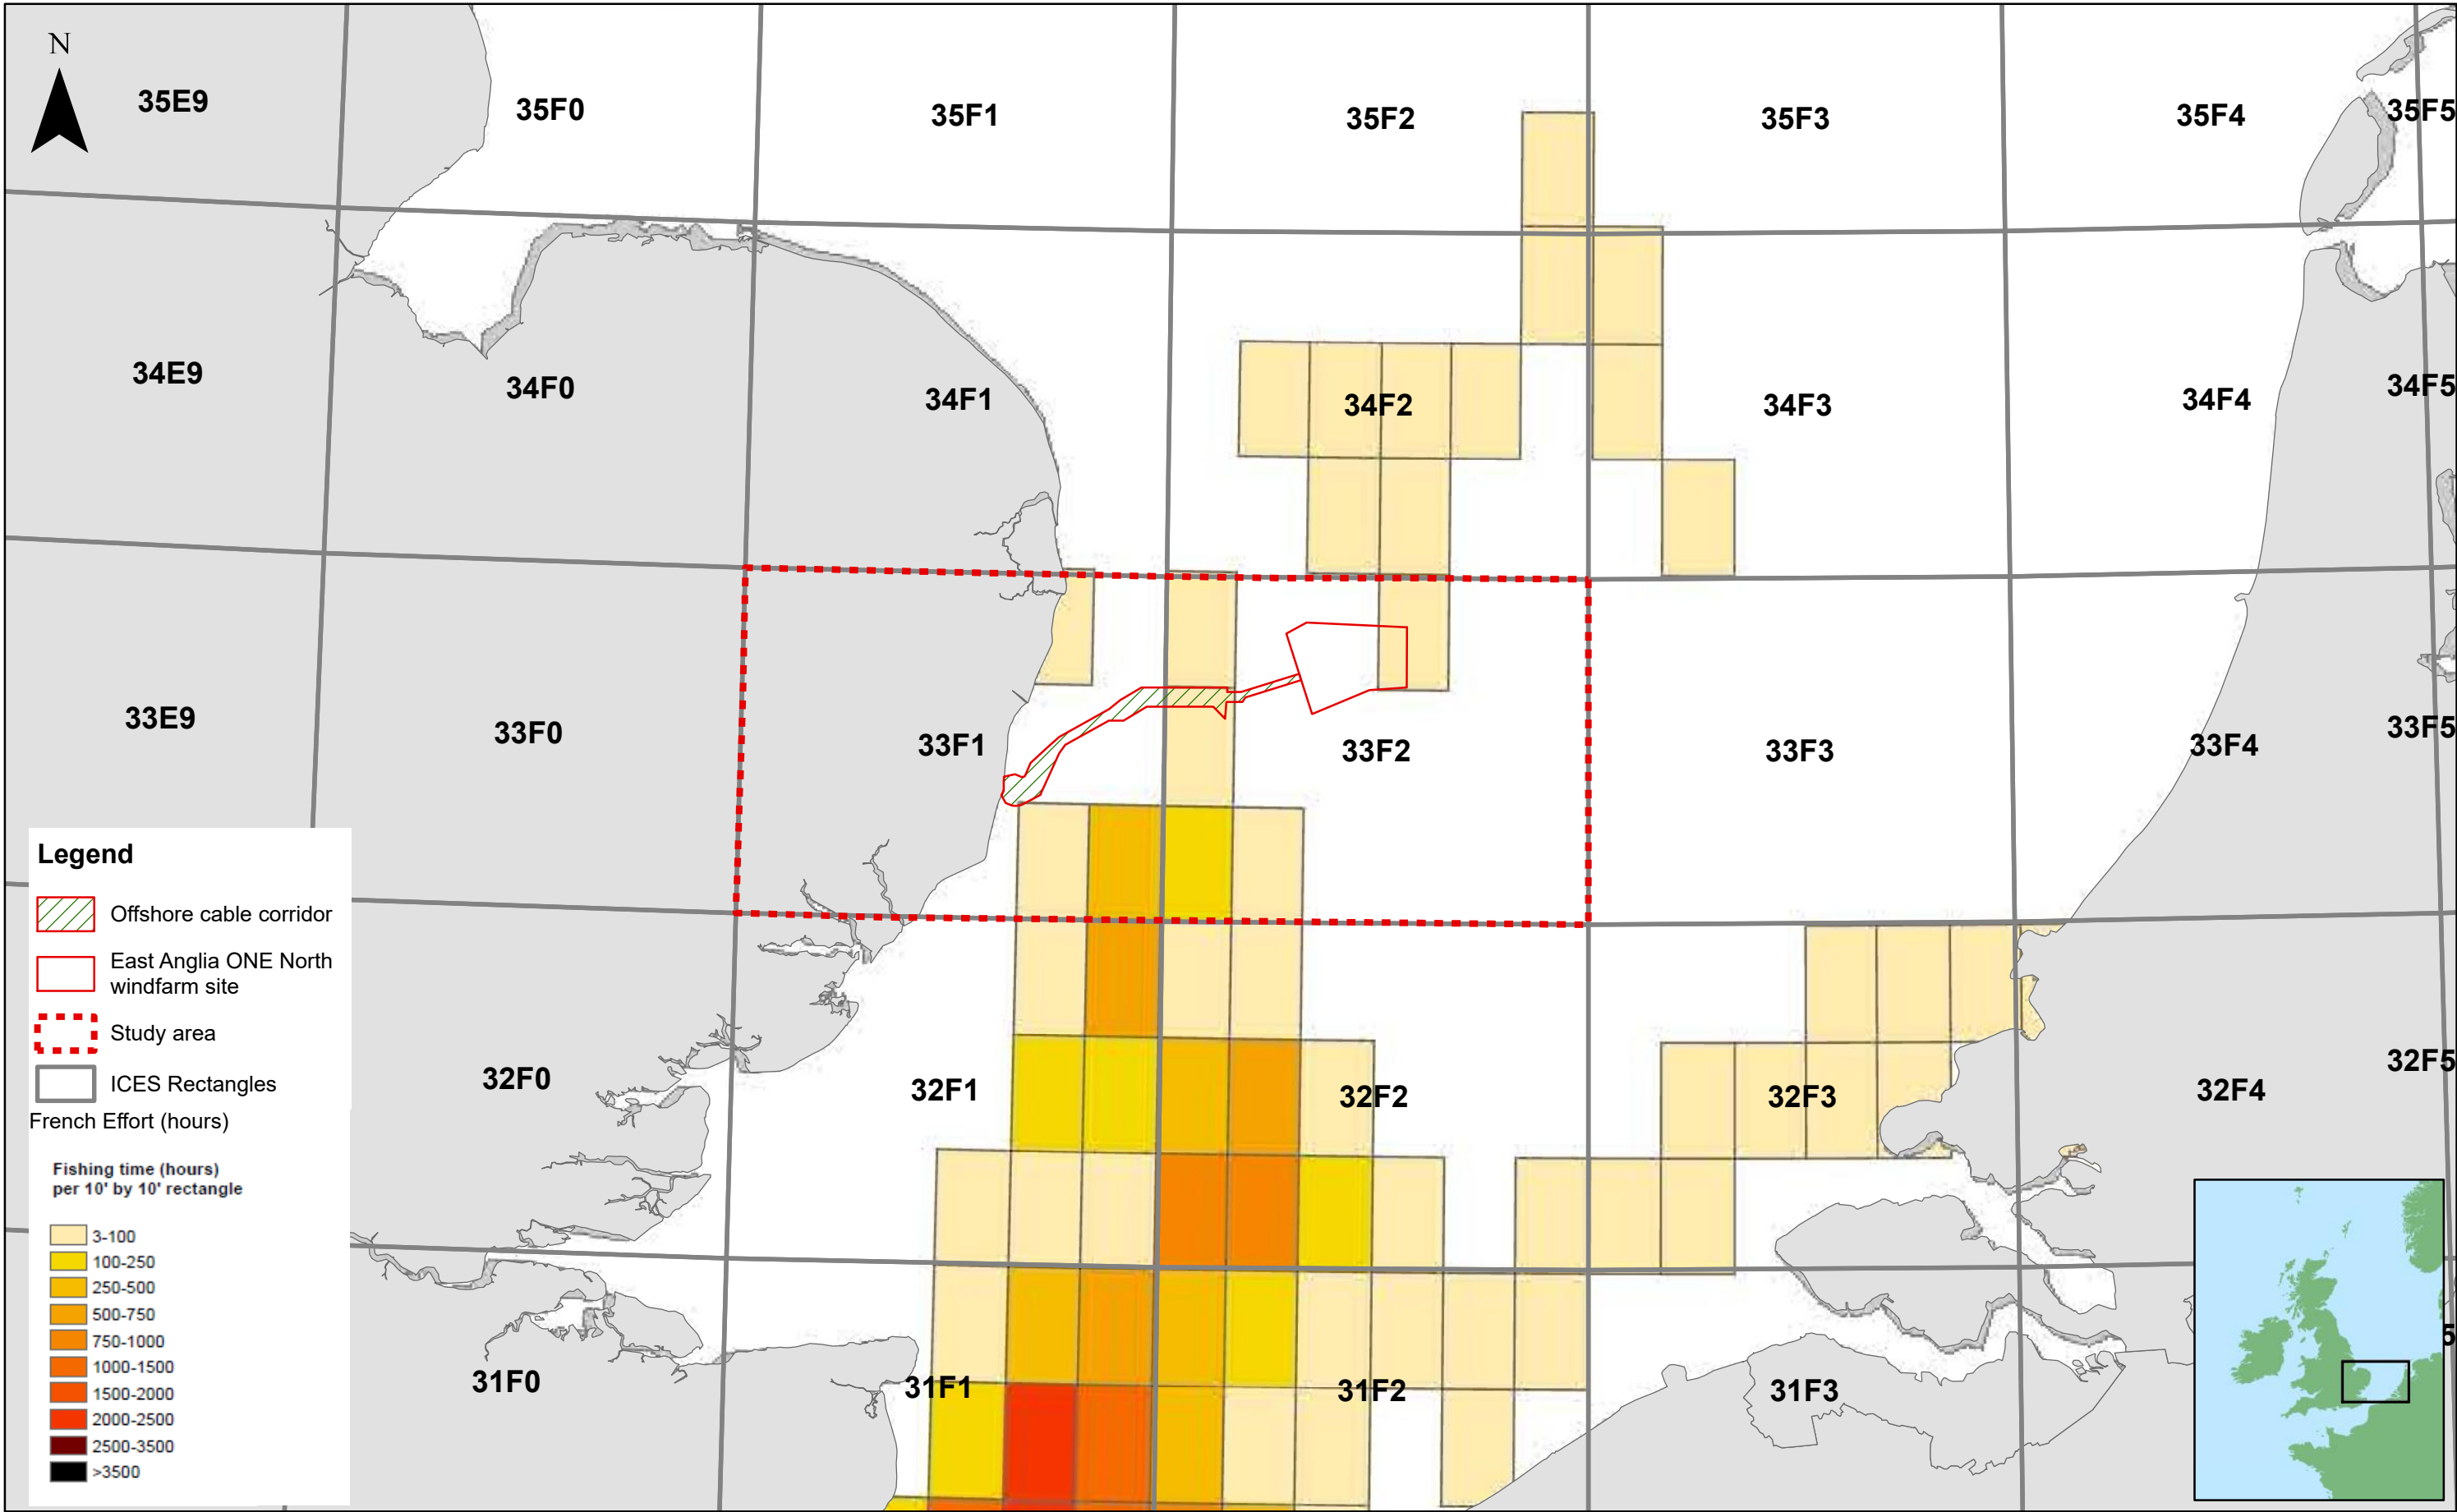 N
35E9
35F0
35F1
35F2
35F3
35F4
35F5
34E9
34F0
34F1
34F2
34F3
34F4
34F5
33E9
33F0
33F1
33F2
33F3
33F4
33F5
32F0
32F1
32F2
32F3
32F4
32F5
31F0
31F1
31F2
31F3
5
Legend
Offshore cable corridor
East Anglia ONE North
windfarm site
Study area
ICES Rectangles
French Effort (hours)
Fishing time (hours)
per 10' by 10' rectangle
3-100
100-250
250-500
500-750
750-1000
1000-1500
1500-2000
2000-2500
2500-3500
>3500